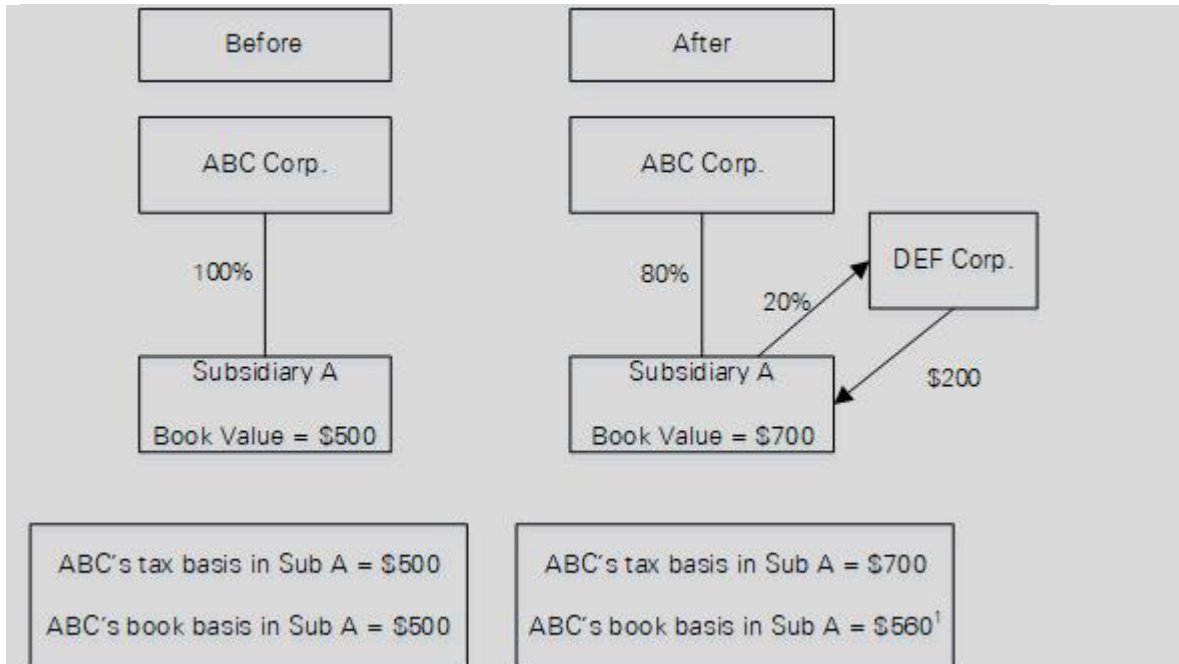 Before
After
ABC Corp.
ABC Corp.
DEF Corp.
100%
80%
20%
$200
Subsidiary A
Book Value = $500
Subsidiary A
Book Value = $700
ABC's tax basis in Sub A = $500
ABC's book basis in Sub A = $500
ABC's tax basis in Sub A = $700
ABC's book basis in Sub A = $560¹